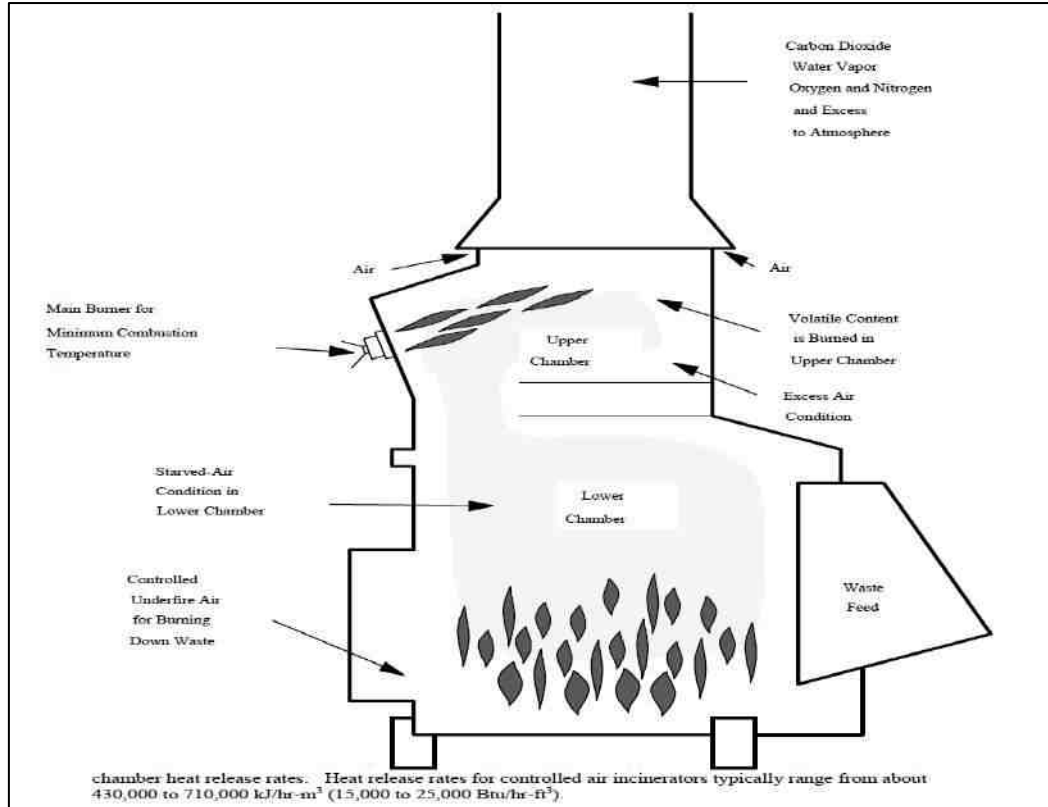 Carbon Dioxide
Water Vapor
Oxygen and Nitrogen
and Excess
to Atmosphere
Air
Air
Main Burner for
Minimum Combustion
Temperature
Volatile Content
is Burned in
Upper Chamber
Upper
Chamber
Excess Air
Condition
Starved-Air
Condition in
Lower Chamber
Lower
Chamber
Controlled
Underfire Air
for Burning
Down Waste
Waste
Feed
chamber heat release rates. Heat release rates for controlled air incinerators typically range from about
430,000 to 710,000 kJ/hr-m³ (15,000 to 25,000 Btu/hr-ft³).